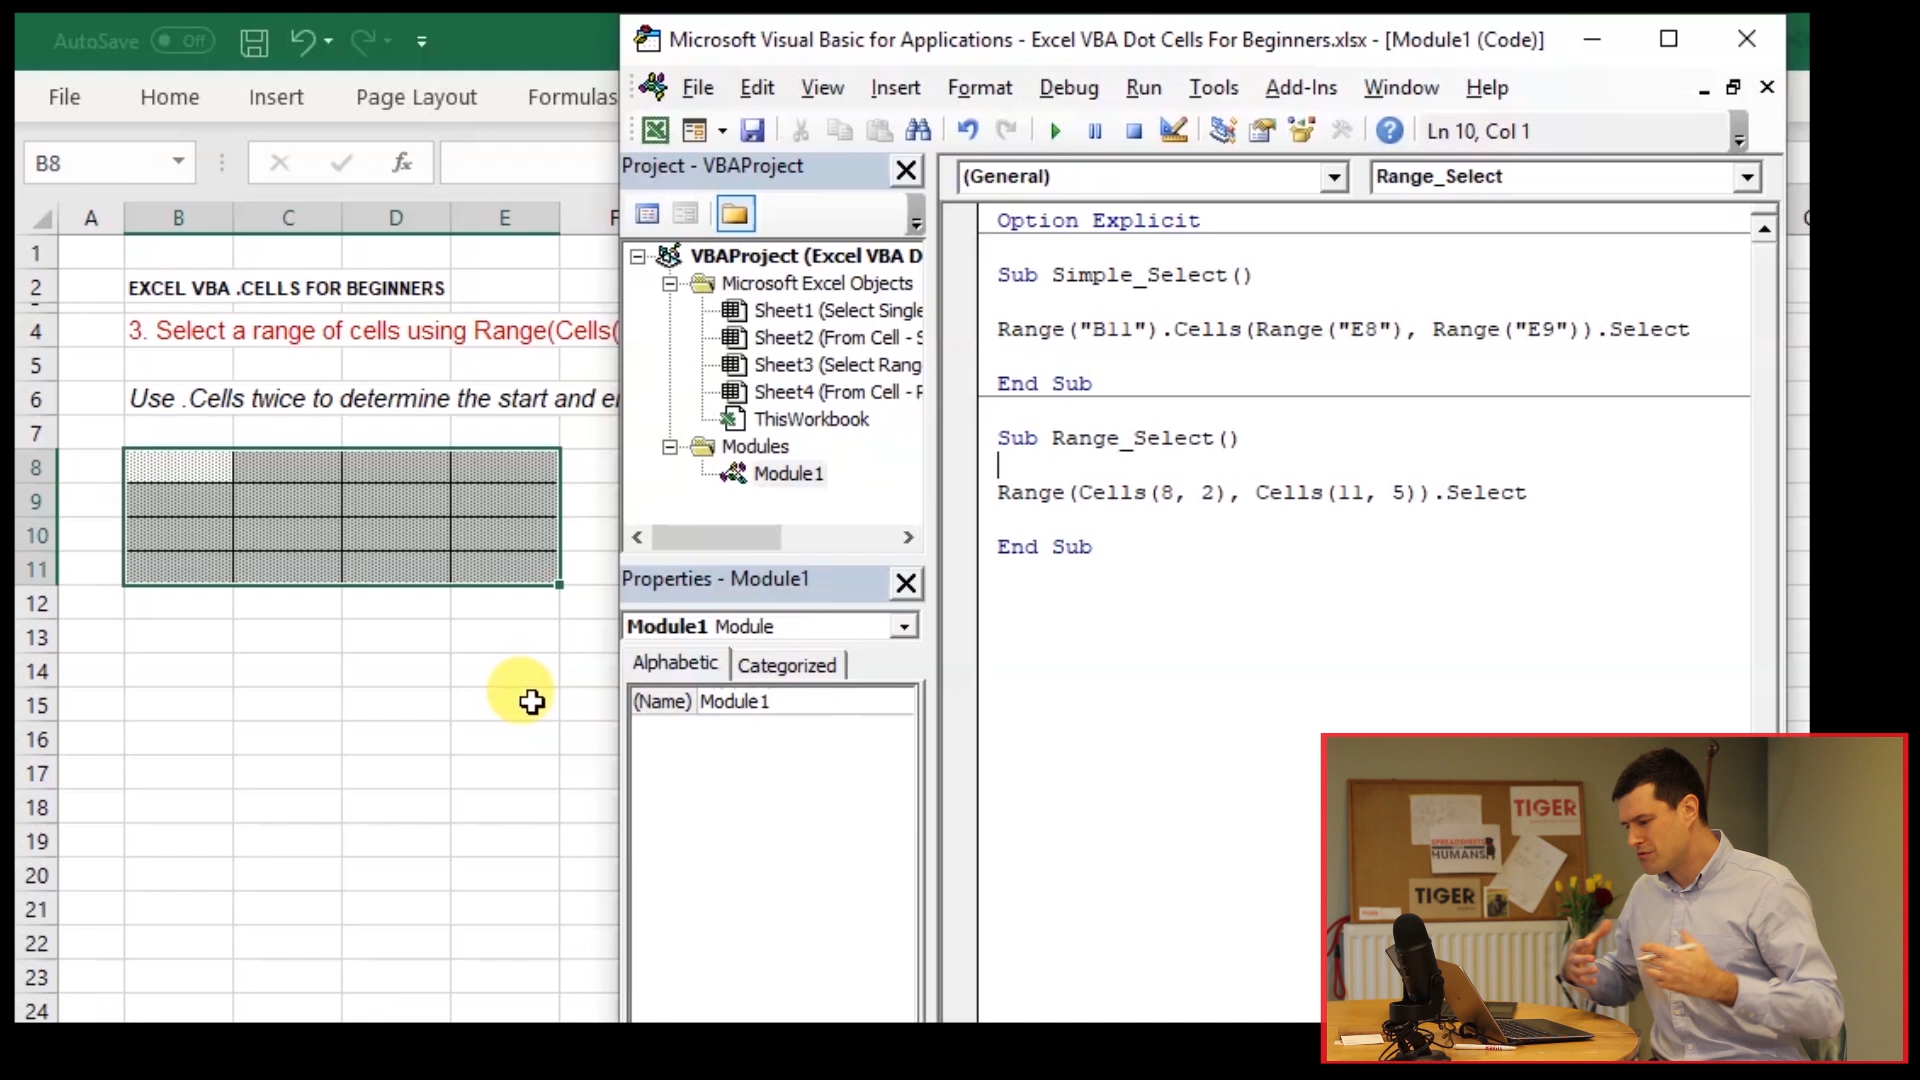 AutoSave Off
File Home Insert Page Layout Formulas
B8 fx
A B C D E F
1
2 EXCEL VBA .CELLS FOR BEGINNERS
4 3. Select a range of cells using Range(Cells(
5
6 Use .Cells twice to determine the start and e
7
8
9
10
11
12
13
14
15
16
17
18
19
20
21
22
23
24
Microsoft Visual Basic for Applications - Excel VBA Dot Cells For Beginners.xlsx - [Module1 (Code)]
File Edit View Insert Format Debug Run Tools Add-Ins Window Help
Ln 10, Col 1
Project - VBAProject
VBAProject (Excel VBA D
Microsoft Excel Objects
Sheet1 (Select Single
Sheet2 (From Cell - S
Sheet3 (Select Rang
Sheet4 (From Cell - F
ThisWorkbook
Modules
Module1
Properties - Module1
Module1 Module
Alphabetic Categorized
(Name) Module1
(General) Range_Select
Option Explicit
Sub Simple_Select()
Range("B11").Cells(Range("E8"), Range("E9")).Select
End Sub
Sub Range_Select()
Range(Cells(8, 2), Cells(11, 5)).Select
End Sub
TIGER
SPREADSHEETS
HUMANS
TIGER
TIGER